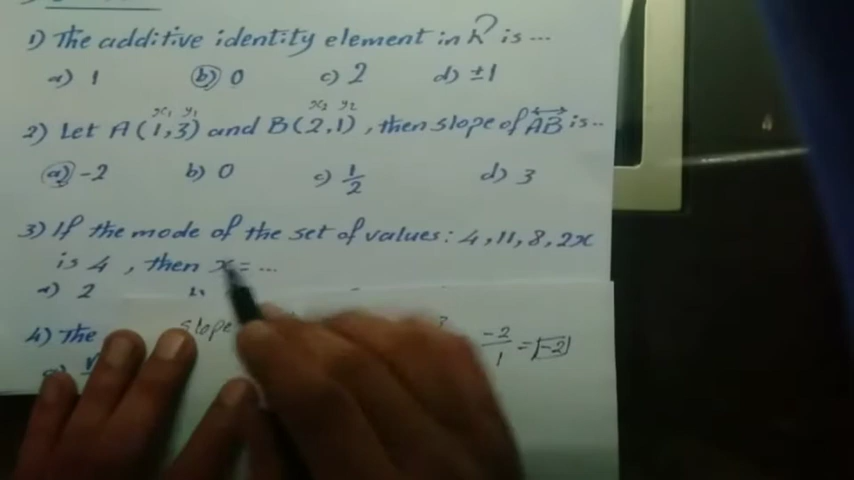 1) The additive identity element in R is ...
a) 1 b) 0 c) 2 d) ±1
x₁ y₁ x₂ y₂
2) Let A(1,3) and B(2,1), then slope of AB is ..
a) -2 b) 0 c) 1/2 d) 3
3) If the mode of the set of values: 4, 11, 8, 2x
is 4, then x = ...
a) 2
slope
-2/1 = -2
4) The